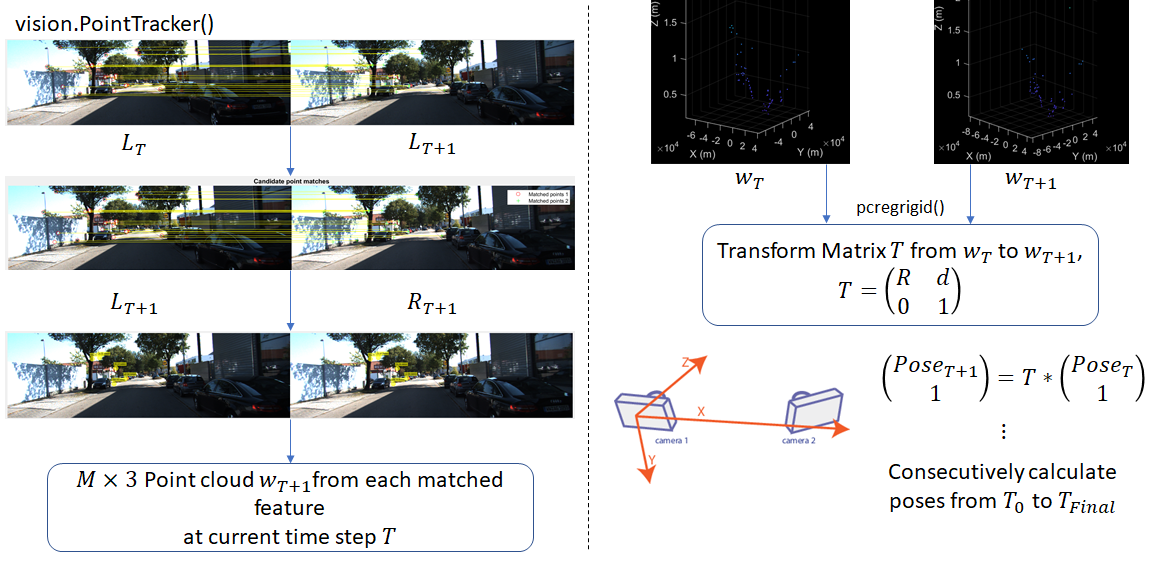 vision.PointTracker()
L_T
L_{T+1}
Candidate point matches
Matched points 1
Matched points 2
L_{T+1}
R_{T+1}
M × 3 Point cloud w_{T+1}from each matched
feature
at current time step T
Z (m)
1.5
1
0.5
-6 -4 -2 0 2 4
×10^4
X (m)
-4 0 4
×10^4
Y (m)
w_T
Z (m)
1.5
1
0.5
×10^4
-8 -6 -4 -2 0 2 4
X (m)
-8 -6 -4 -2 0 2 4
×10^4
Y (m)
w_{T+1}
pcregrigid()
Transform Matrix T from w_T to w_{T+1},
T = (R d
0 1)
Z
X
Y
camera 1
camera 2
(Pose_{T+1}
1) = T * (Pose_T
1)
⋮
Consecutively calculate
poses from T_0 to T_{Final}